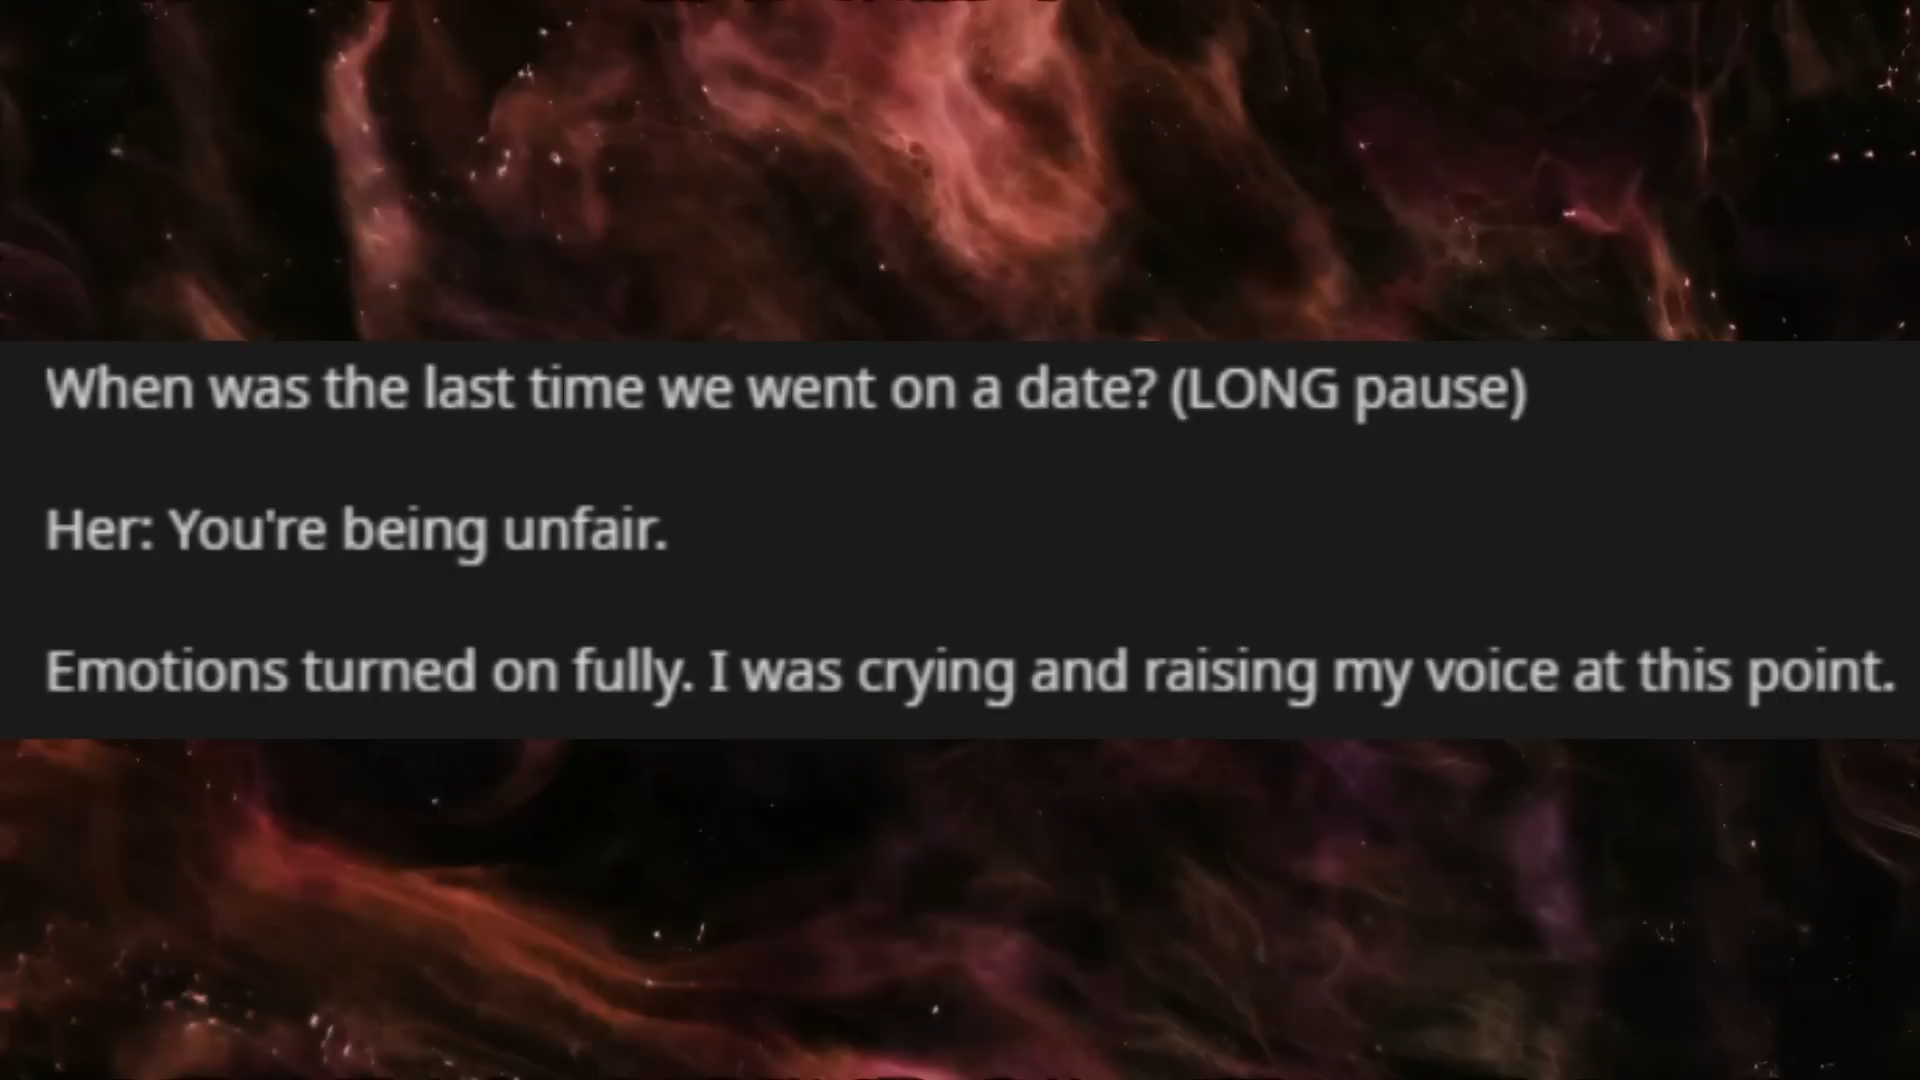 When was the last time we went on a date? (LONG pause)
Her: You're being unfair.
Emotions turned on fully. I was crying and raising my voice at this point.